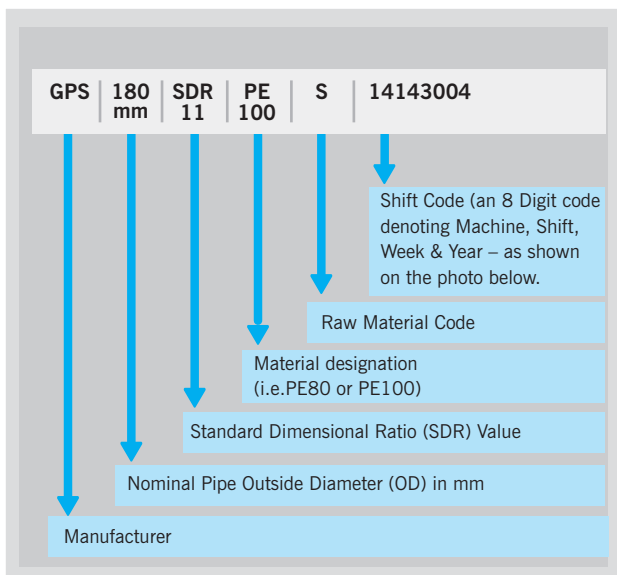 GPS 180 mm SDR 11 PE 100 S 14143004
Shift Code (an 8 Digit code
denoting Machine, Shift,
Week & Year – as shown
on the photo below.
Raw Material Code
Material designation
(i.e.PE80 or PE100)
Standard Dimensional Ratio (SDR) Value
Nominal Pipe Outside Diameter (OD) in mm
Manufacturer